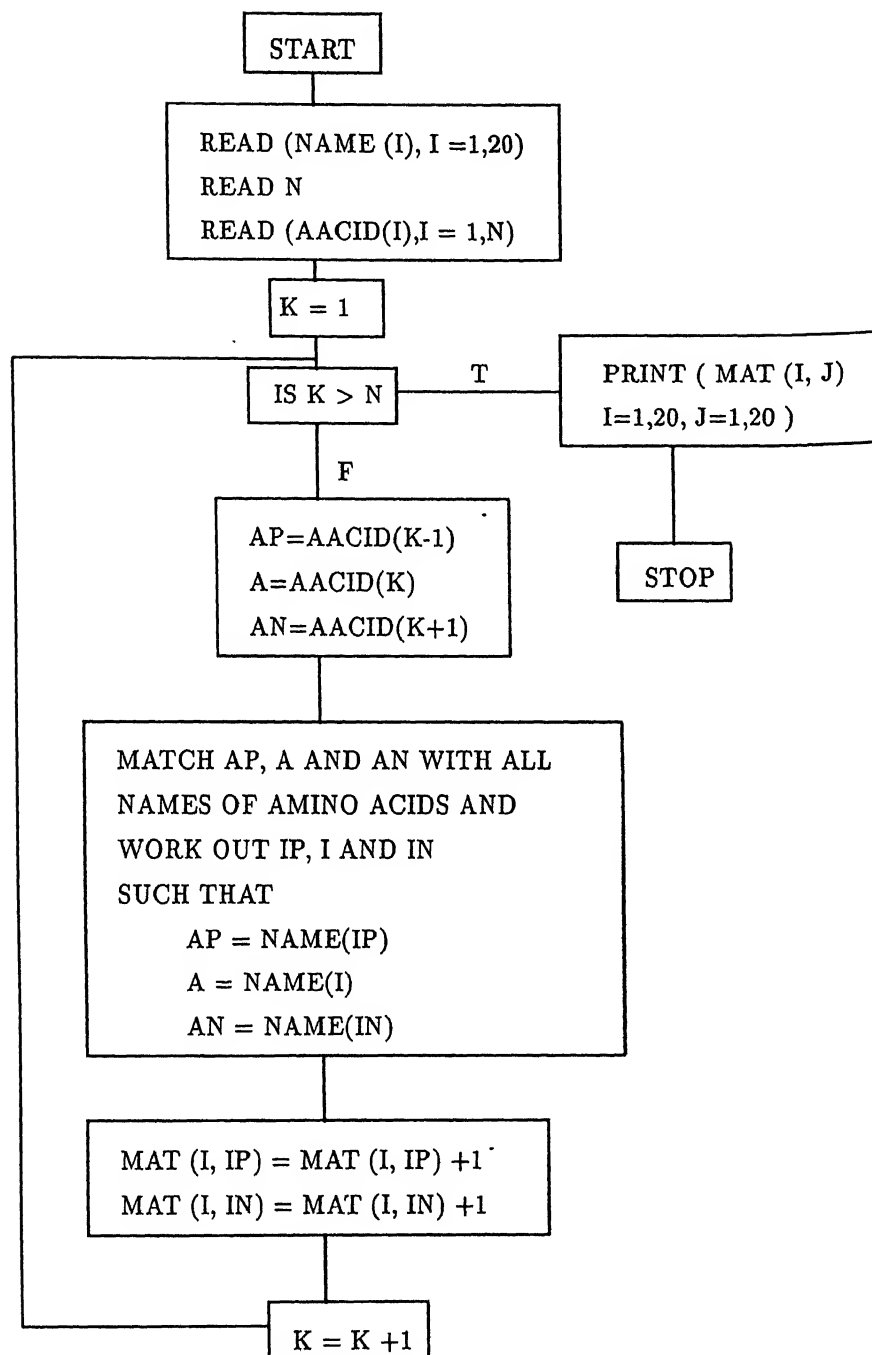 START
READ (NAME (I), I =1,20)
READ N
READ (AACID(I),I = 1,N)
K = 1
IS K > N
T
PRINT ( MAT (I, J)
I=1,20, J=1,20 )
F
STOP
AP=AACID(K-1)
A=AACID(K)
AN=AACID(K+1)
MATCH AP, A AND AN WITH ALL
NAMES OF AMINO ACIDS AND
WORK OUT IP, I AND IN
SUCH THAT
AP = NAME(IP)
A = NAME(I)
AN = NAME(IN)
MAT (I, IP) = MAT (I, IP) +1
MAT (I, IN) = MAT (I, IN) +1
K = K +1